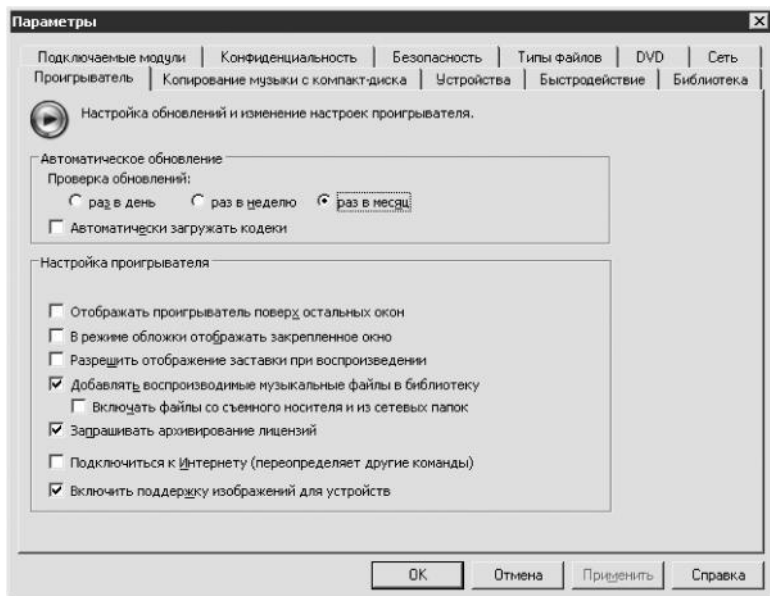 Параметры
Подключаемые модули Конфиденциальность Безопасность Типы файлов DVD Сеть
Проигрыватель Копирование музыки с компакт-диска Устройства Быстродействие Библиотека
Настройка обновлений и изменение настроек проигрывателя.
Автоматическое обновление
Проверка обновлений:
раз в день раз в неделю раз в месяц
Автоматически загружать кодеки
Настройка проигрывателя
Отображать проигрыватель поверх остальных окон
В режиме обложки отображать закрепленное окно
Разрешить отображение заставки при воспроизведении
Добавлять воспроизводимые музыкальные файлы в библиотеку
Включать файлы со съемного носителя и из сетевых папок
Запрашивать архивирование лицензий
Подключиться к Интернету (переопределяет другие команды)
Включить поддержку изображений для устройств
OK Отмена Применить Справка